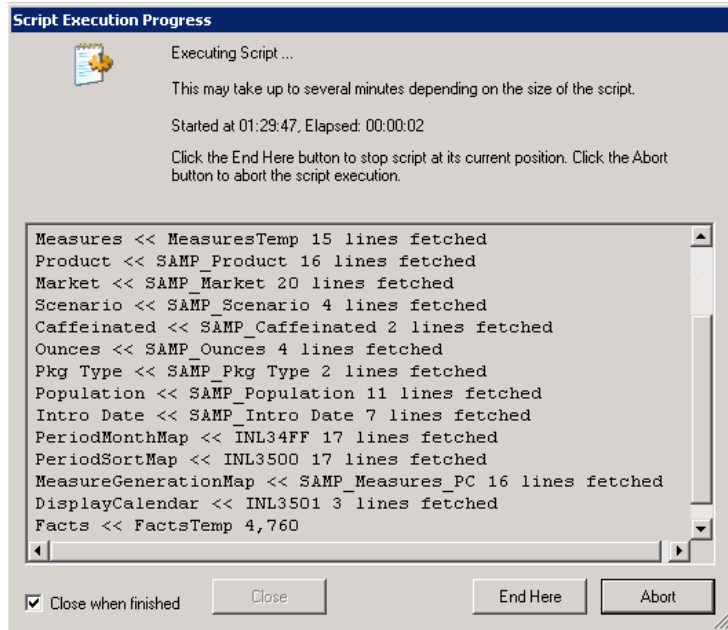 Script Execution Progress
Executing Script ...
This may take up to several minutes depending on the size of the script.
Started at 01:29:47, Elapsed: 00:00:02
Click the End Here button to stop script at its current position. Click the Abort
button to abort the script execution.
Measures << MeasuresTemp 15 lines fetched
Product << SAMP_Product 16 lines fetched
Market << SAMP_Market 20 lines fetched
Scenario << SAMP_Scenario 4 lines fetched
Caffeinated << SAMP_Caffeinated 2 lines fetched
Ounces << SAMP_Ounces 4 lines fetched
Pkg Type << SAMP_Pkg Type 2 lines fetched
Population << SAMP_Population 11 lines fetched
Intro Date << SAMP_Intro Date 7 lines fetched
PeriodMonthMap << INL34FF 17 lines fetched
PeriodSortMap << INL3500 17 lines fetched
MeasureGenerationMap << SAMP_Measures_PC 16 lines fetched
DisplayCalendar << INL3501 3 lines fetched
Facts << FactsTemp 4,760
Close when finished
Close
End Here
Abort